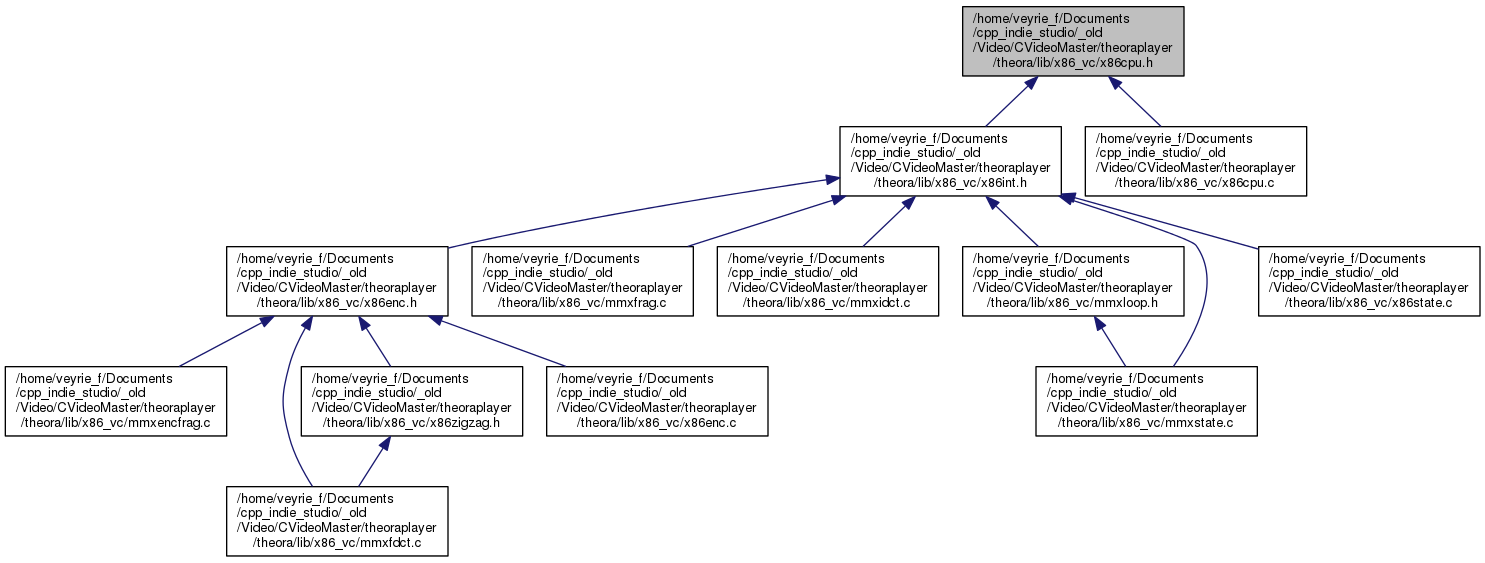 /home/veyrie_f/Documents
/cpp_indie_studio/_old
/Video/CVideoMaster/theoraplayer
/theora/lib/x86_vc/x86cpu.h
/home/veyrie_f/Documents
/cpp_indie_studio/_old
/Video/CVideoMaster/theoraplayer
/theora/lib/x86_vc/x86int.h
/home/veyrie_f/Documents
/cpp_indie_studio/_old
/Video/CVideoMaster/theoraplayer
/theora/lib/x86_vc/x86cpu.c
/home/veyrie_f/Documents
/cpp_indie_studio/_old
/Video/CVideoMaster/theoraplayer
/theora/lib/x86_vc/x86enc.h
/home/veyrie_f/Documents
/cpp_indie_studio/_old
/Video/CVideoMaster/theoraplayer
/theora/lib/x86_vc/mmxfrag.c
/home/veyrie_f/Documents
/cpp_indie_studio/_old
/Video/CVideoMaster/theoraplayer
/theora/lib/x86_vc/mmxidct.c
/home/veyrie_f/Documents
/cpp_indie_studio/_old
/Video/CVideoMaster/theoraplayer
/theora/lib/x86_vc/mmxloop.h
/home/veyrie_f/Documents
/cpp_indie_studio/_old
/Video/CVideoMaster/theoraplayer
/theora/lib/x86_vc/x86state.c
/home/veyrie_f/Documents
/cpp_indie_studio/_old
/Video/CVideoMaster/theoraplayer
/theora/lib/x86_vc/mmxencfrag.c
/home/veyrie_f/Documents
/cpp_indie_studio/_old
/Video/CVideoMaster/theoraplayer
/theora/lib/x86_vc/x86zigzag.h
/home/veyrie_f/Documents
/cpp_indie_studio/_old
/Video/CVideoMaster/theoraplayer
/theora/lib/x86_vc/x86enc.c
/home/veyrie_f/Documents
/cpp_indie_studio/_old
/Video/CVideoMaster/theoraplayer
/theora/lib/x86_vc/mmxstate.c
/home/veyrie_f/Documents
/cpp_indie_studio/_old
/Video/CVideoMaster/theoraplayer
/theora/lib/x86_vc/mmxfdct.c